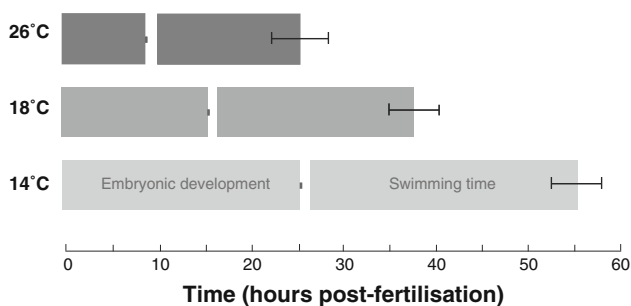 26°C
18°C
14°C
Embryonic development
Swimming time
0 10 20 30 40 50 60
Time (hours post-fertilisation)